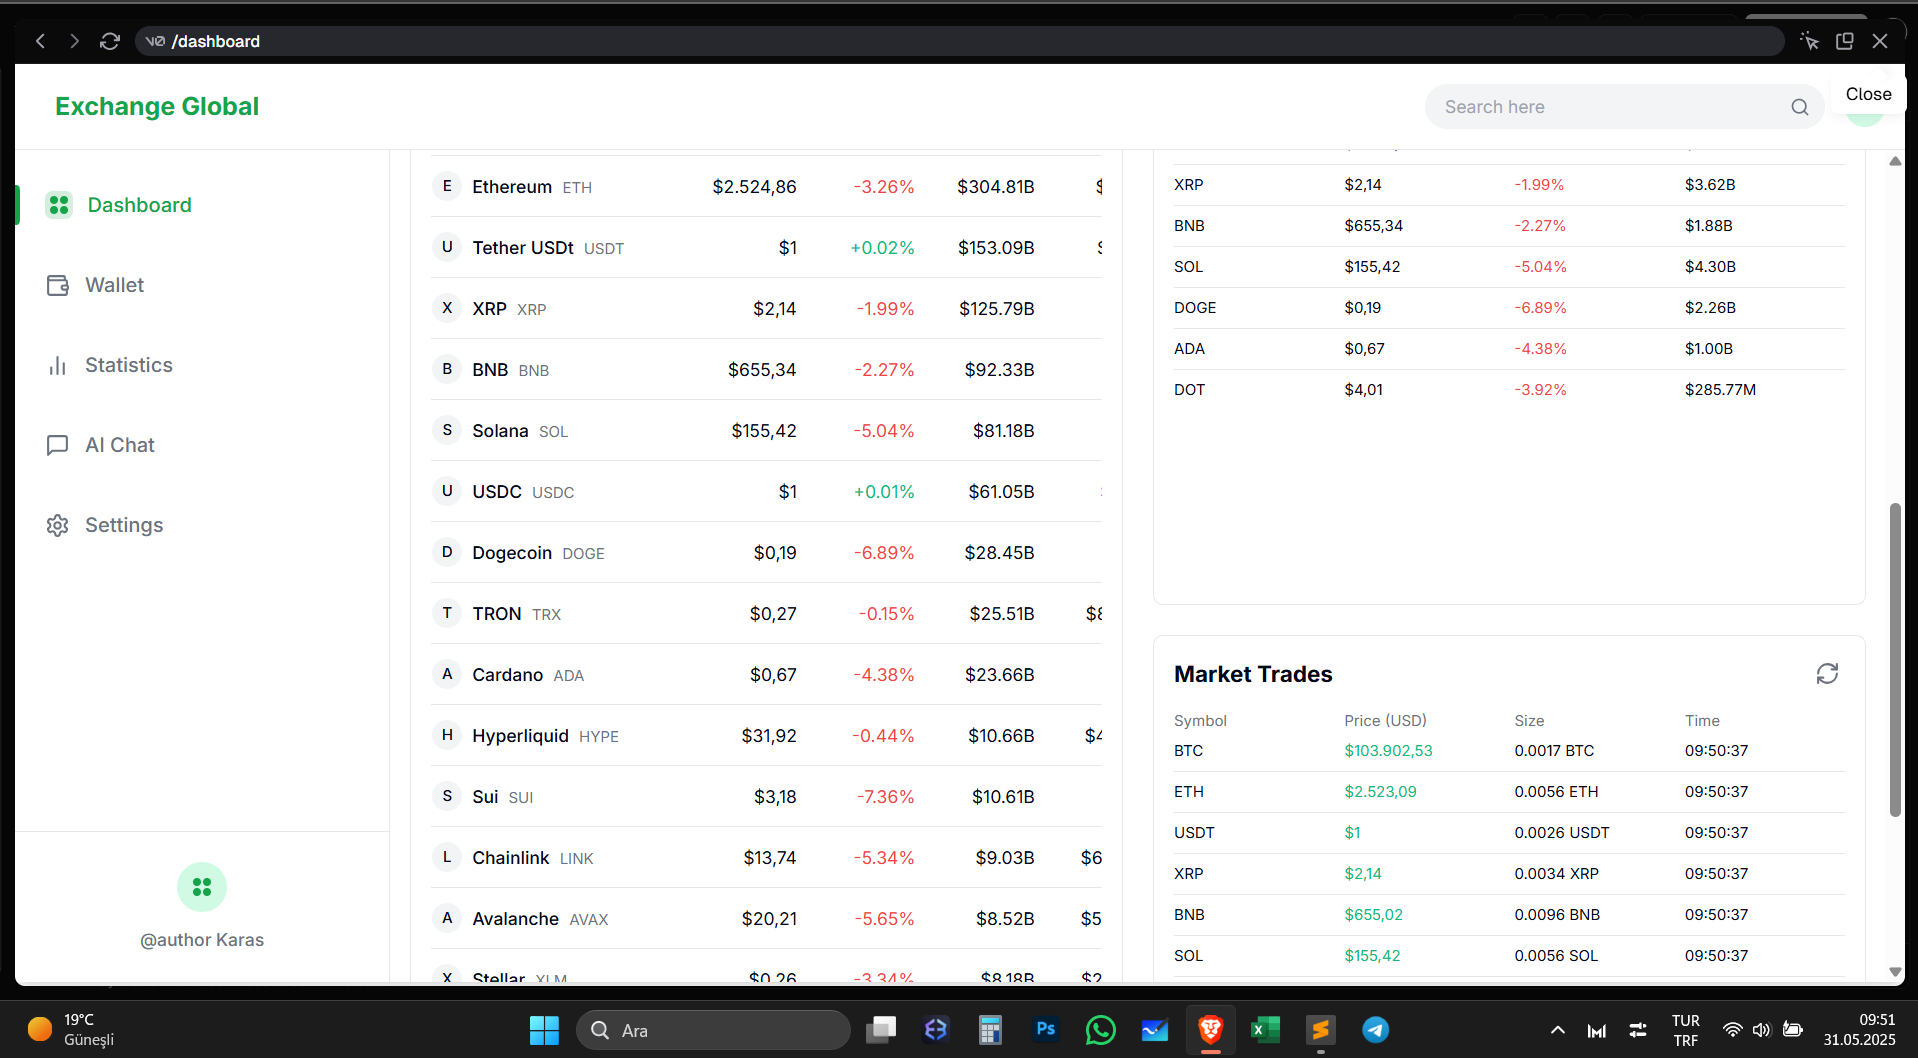 v0 /dashboard
Exchange Global
Search here
Close
Dashboard
Wallet
Statistics
AI Chat
Settings
@author Karas
E Ethereum ETH $2.524,86 -3.26% $304.81B
U Tether USDt USDT $1 +0.02% $153.09B
X XRP XRP $2,14 -1.99% $125.79B
B BNB BNB $655,34 -2.27% $92.33B
S Solana SOL $155,42 -5.04% $81.18B
U USDC USDC $1 +0.01% $61.05B
D Dogecoin DOGE $0,19 -6.89% $28.45B
T TRON TRX $0,27 -0.15% $25.51B
A Cardano ADA $0,67 -4.38% $23.66B
H Hyperliquid HYPE $31,92 -0.44% $10.66B
S Sui SUI $3,18 -7.36% $10.61B
L Chainlink LINK $13,74 -5.34% $9.03B
A Avalanche AVAX $20,21 -5.65% $8.52B
X Stellar XLM $0,26 -3.34% $8.18B
XRP $2,14 -1.99% $3.62B
BNB $655,34 -2.27% $1.88B
SOL $155,42 -5.04% $4.30B
DOGE $0,19 -6.89% $2.26B
ADA $0,67 -4.38% $1.00B
DOT $4,01 -3.92% $285.77M
Market Trades
Symbol Price (USD) Size Time
BTC $103.902,53 0.0017 BTC 09:50:37
ETH $2.523,09 0.0056 ETH 09:50:37
USDT $1 0.0026 USDT 09:50:37
XRP $2,14 0.0034 XRP 09:50:37
BNB $655,02 0.0096 BNB 09:50:37
SOL $155,42 0.0056 SOL 09:50:37
19°C
Güneşli
Ara
Ps
TUR
TRF
09:51
31.05.2025